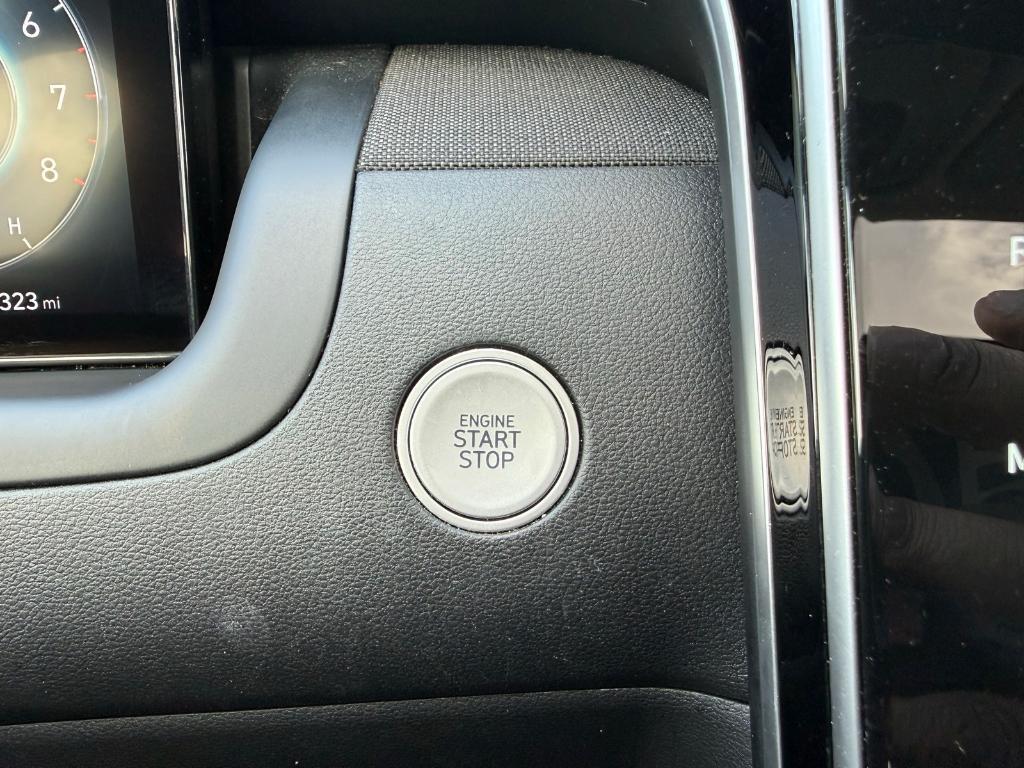 6
7
8
H
323 mi
ENGINE
START
STOP